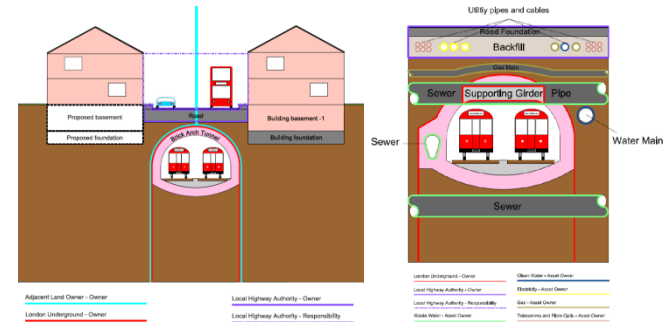 Proposed basement
Proposed foundation
Road
Brick Arch Tunnel
Building basement -1
Building foundation
Adjacent Land Owner - Owner
London Underground - Owner
Local Highway Authority - Owner
Local Highway Authority - Responsibility
Utiltiy pipes and cables
Road Foundation
Backfill
Gas Main
Sewer
Supporting Girder
Pipe
Sewer
Water Main
Sewer
London Underground - Owner
Local Highway Authority - Owner
Local Highway Authority - Responsibility
Waste Water - Asset Owner
Clean Water - Asset Owner
Electricity - Asset Owner
Gas - Asset Owner
Telecomms and Fibre Optic - Asset Owner